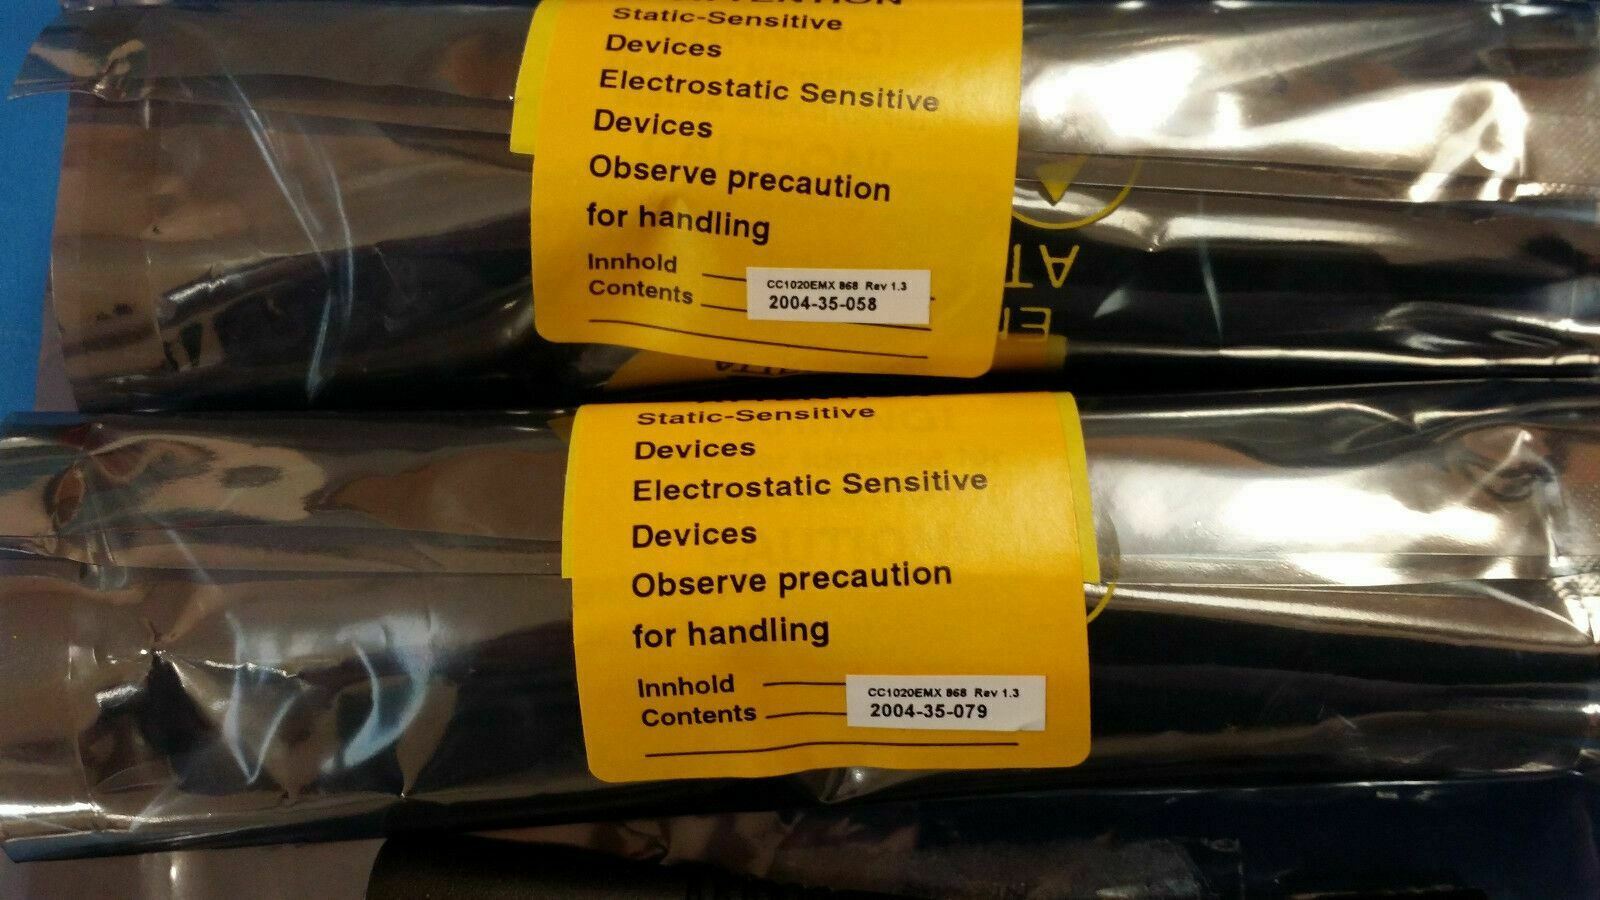 ATTENTION
Static-Sensitive
Devices
Electrostatic Sensitive
Devices
Observe precaution
for handling
Innhold
Contents
CC1020EMX 868 Rev 1.3
2004-35-058
AT
Static-Sensitive
Devices
Electrostatic Sensitive
Devices
Observe precaution
for handling
Innhold
Contents
CC1020EMX 868 Rev 1.3
2004-35-079